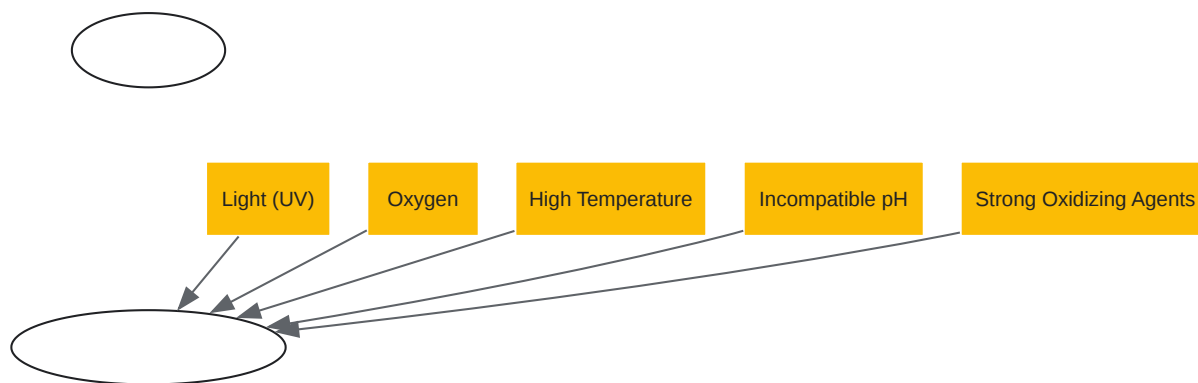 Light (UV)
Oxygen
High Temperature
Incompatible pH
Strong Oxidizing Agents